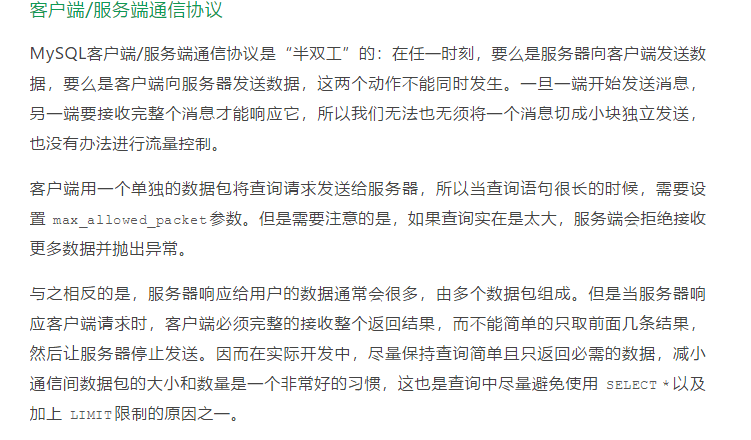 客户端/服务端通信协议
MySQL客户端/服务端通信协议是“半双工”的：在任一时刻，要么是服务器向客户端发送数
据，要么是客户端向服务器发送数据，这两个动作不能同时发生。一旦一端开始发送消息，
另一端要接收完整个消息才能响应它，所以我们无法也无须将一个消息切成小块独立发送，
也没有办法进行流量控制。
客户端用一个单独的数据包将查询请求发送给服务器，所以当查询语句很长的时候，需要设
置 max_allowed_packet参数。但是需要注意的是，如果查询实在是太大，服务端会拒绝接收
更多数据并抛出异常。
与之相反的是，服务器响应给用户的数据通常会很多，由多个数据包组成。但是当服务器响
应客户端请求时，客户端必须完整的接收整个返回结果，而不能简单的只取前面几条结果，
然后让服务器停止发送。因而在实际开发中，尽量保持查询简单且只返回必需的数据，减小
通信间数据包的大小和数量是一个非常好的习惯，这也是查询中尽量避免使用 SELECT *以及
加上 LIMIT限制的原因之一。